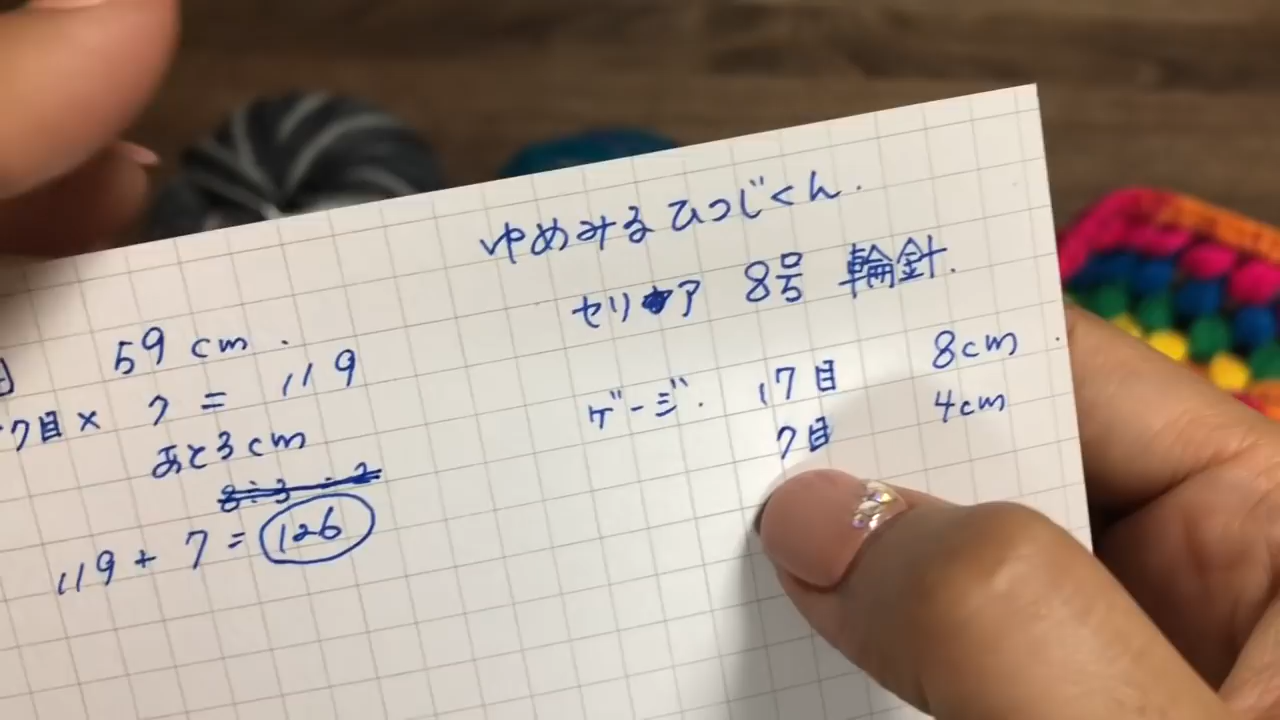 ゆめみるひつじくん.
セリア 8号 輪針.
ゲージ. 17目 8cm.
7目 4cm
59 cm.
7目 × 7 = 119
あと3cm
8÷3
119 + 7 = 126